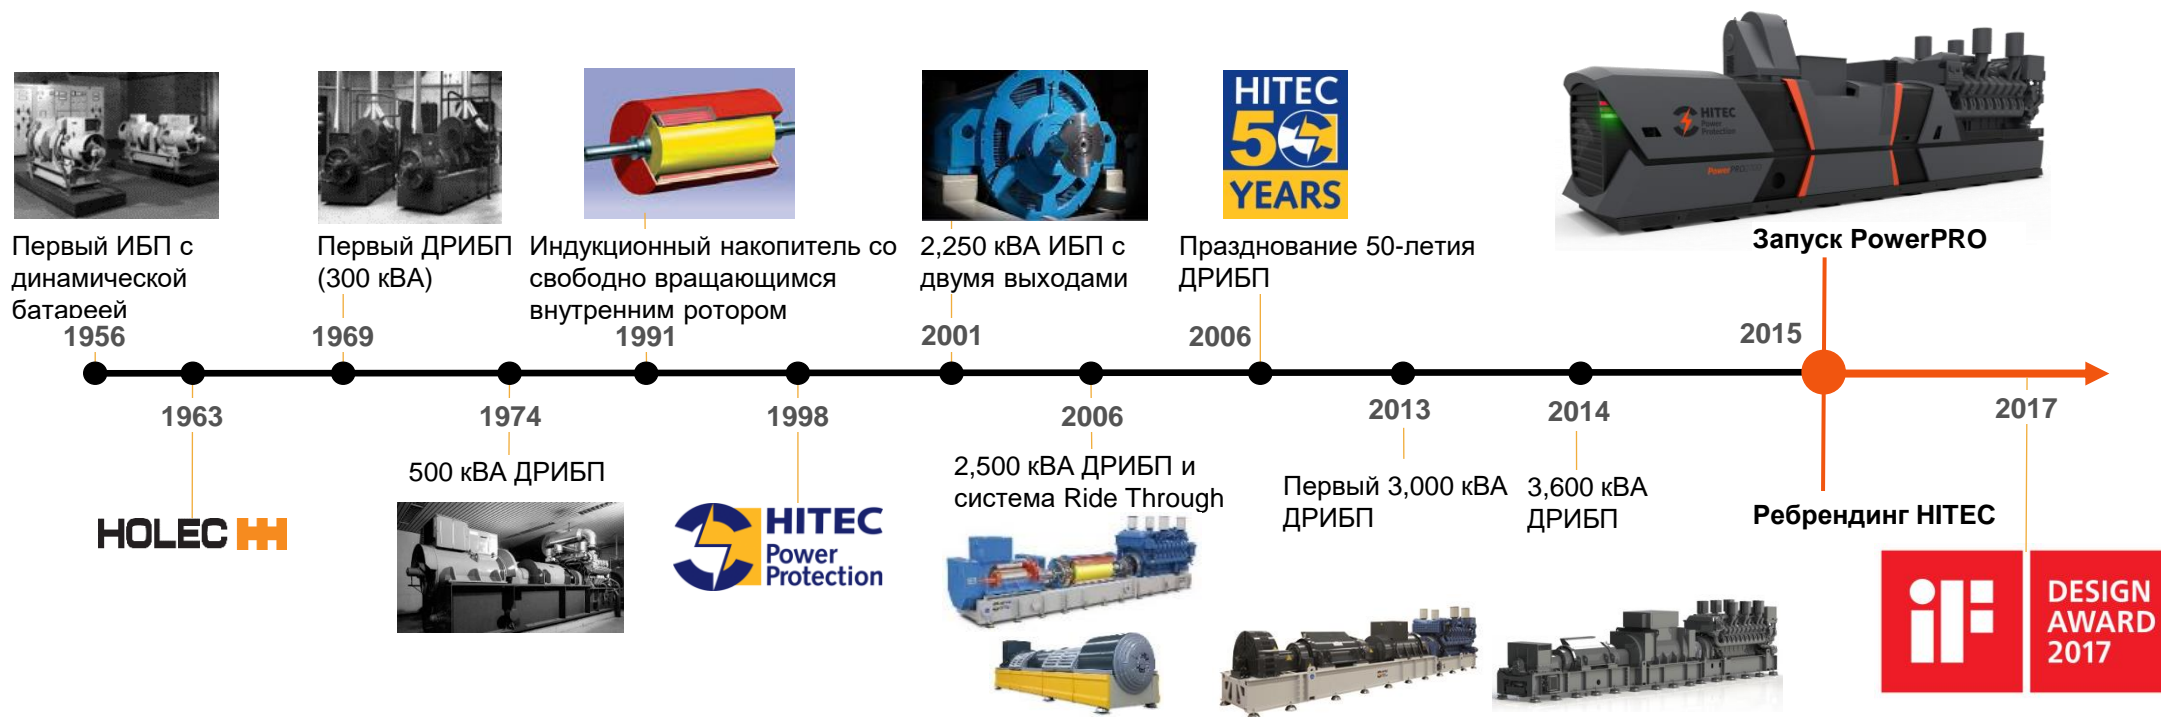 HITEC
50
YEARS
HITEC
Power
Protection
PowerPRO
Первый ИБП с
динамической
батареей
Первый ДРИБП
(300 кВА)
Индукционный накопитель со
свободно вращающимся
внутренним ротором
2,250 кВА ИБП с
двумя выходами
Празднование 50-летия
ДРИБП
Запуск PowerPRO
1956
1969
1991
2001
2006
2015
1963
1974
1998
2006
2013
2014
2017
HOLEC
500 кВА ДРИБП
HITEC
Power
Protection
2,500 кВА ДРИБП и
система Ride Through
Первый 3,000 кВА
ДРИБП
3,600 кВА
ДРИБП
Ребрендинг HITEC
iF
DESIGN
AWARD
2017